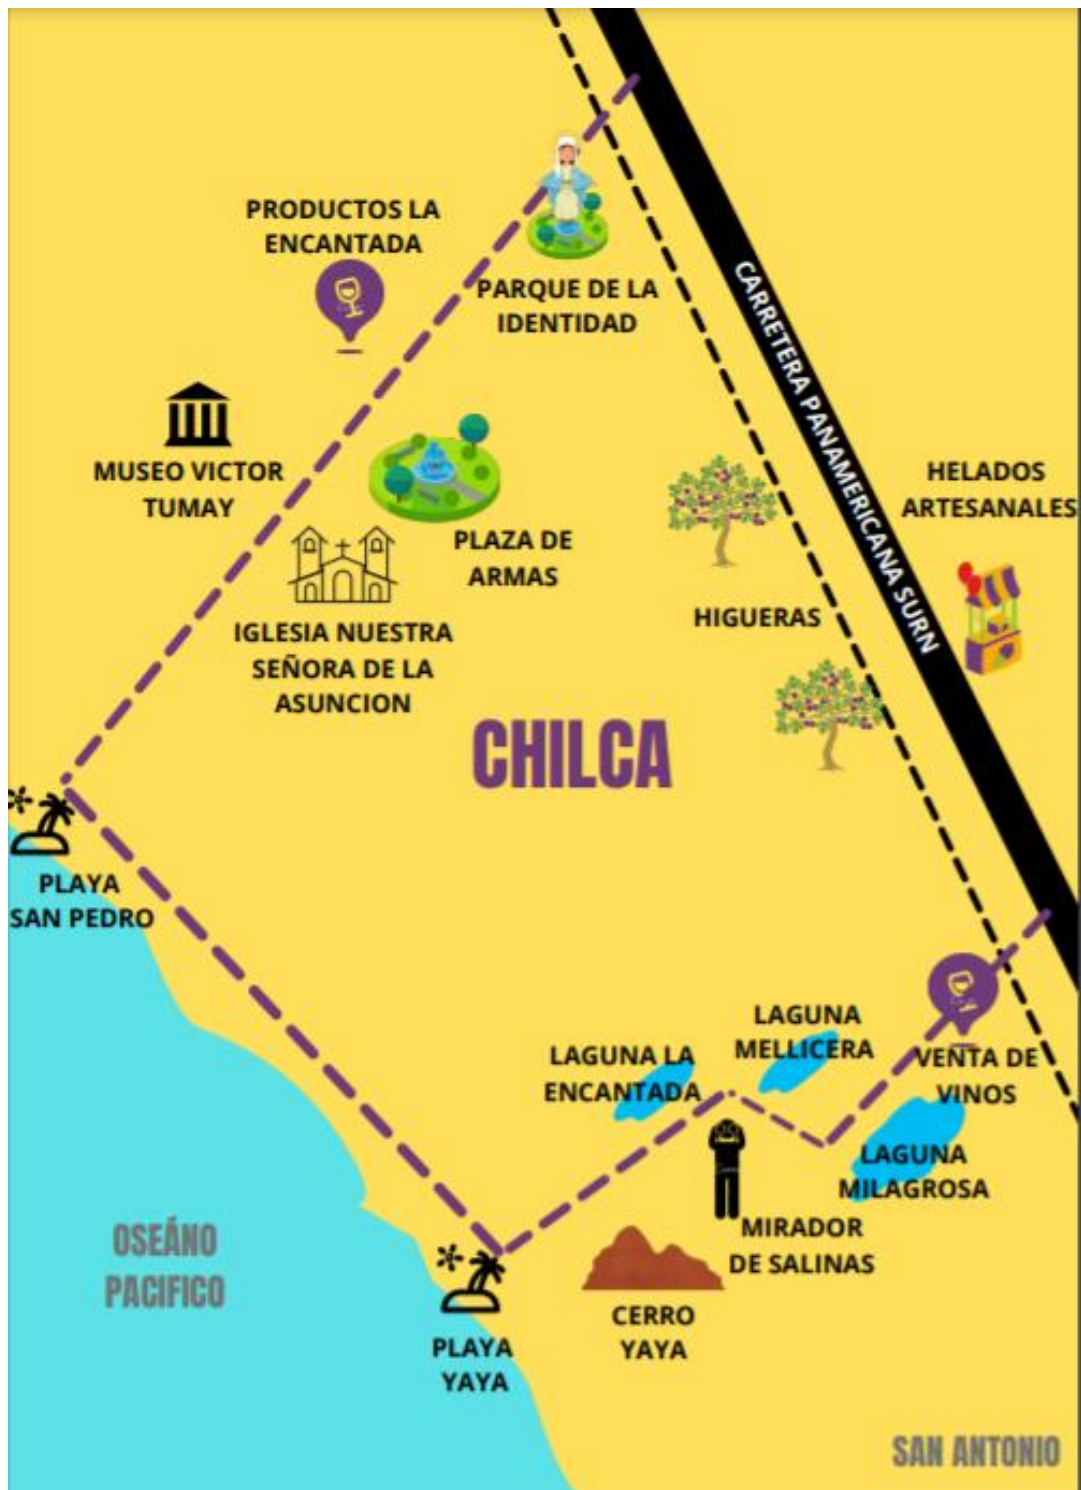 PRODUCTOS LA
ENCANTADA
PARQUE DE LA
IDENTIDAD
CARRETERA PANAMERICANA SURN
MUSEO VICTOR
TUMAY
HELADOS
ARTESANALES
PLAZA DE
ARMAS
IGLESIA NUESTRA
SEÑORA DE LA
ASUNCION
HIGUERAS
CHILCA
PLAYA
SAN PEDRO
LAGUNA
MELLICERA
LAGUNA LA
ENCANTADA
VENTA DE
VINOS
LAGUNA
MILAGROSA
MIRADOR
DE SALINAS
OSEÁNO
PACIFICO
CERRO
YAYA
PLAYA
YAYA
SAN ANTONIO